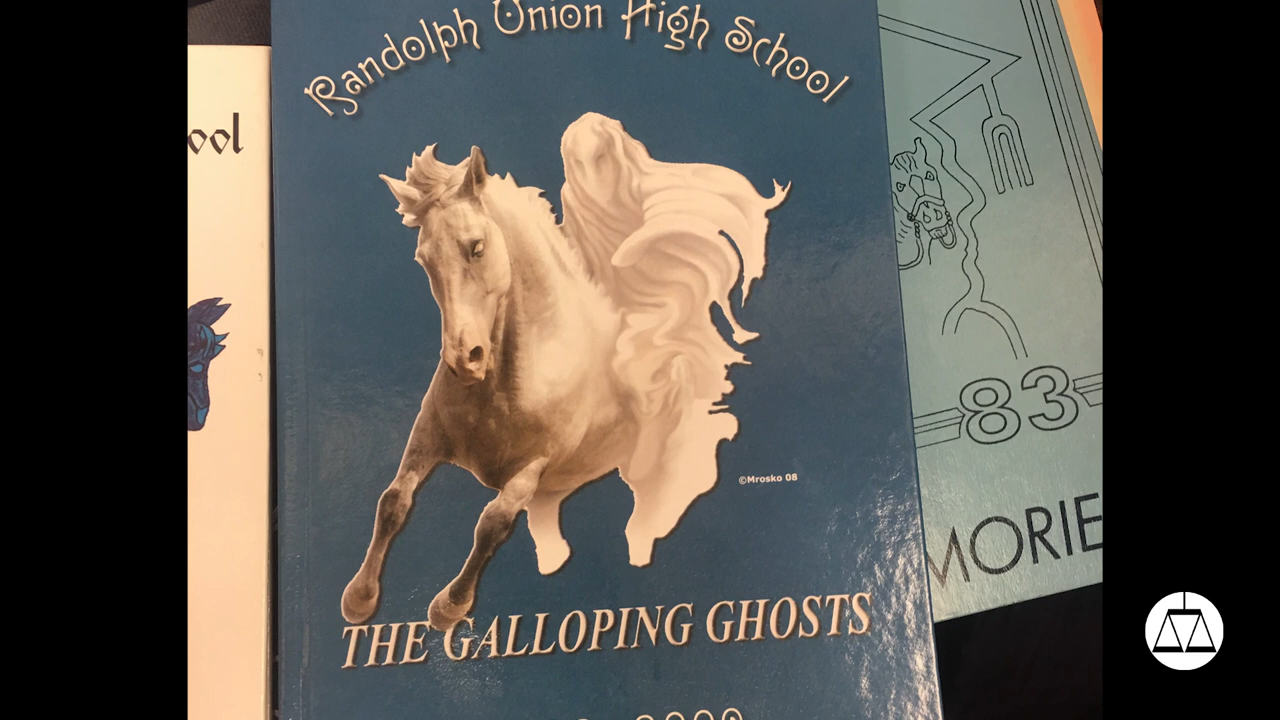 Randolph Union High School
ool
83
©Mrosko 08
MORIE
THE GALLOPING GHOSTS